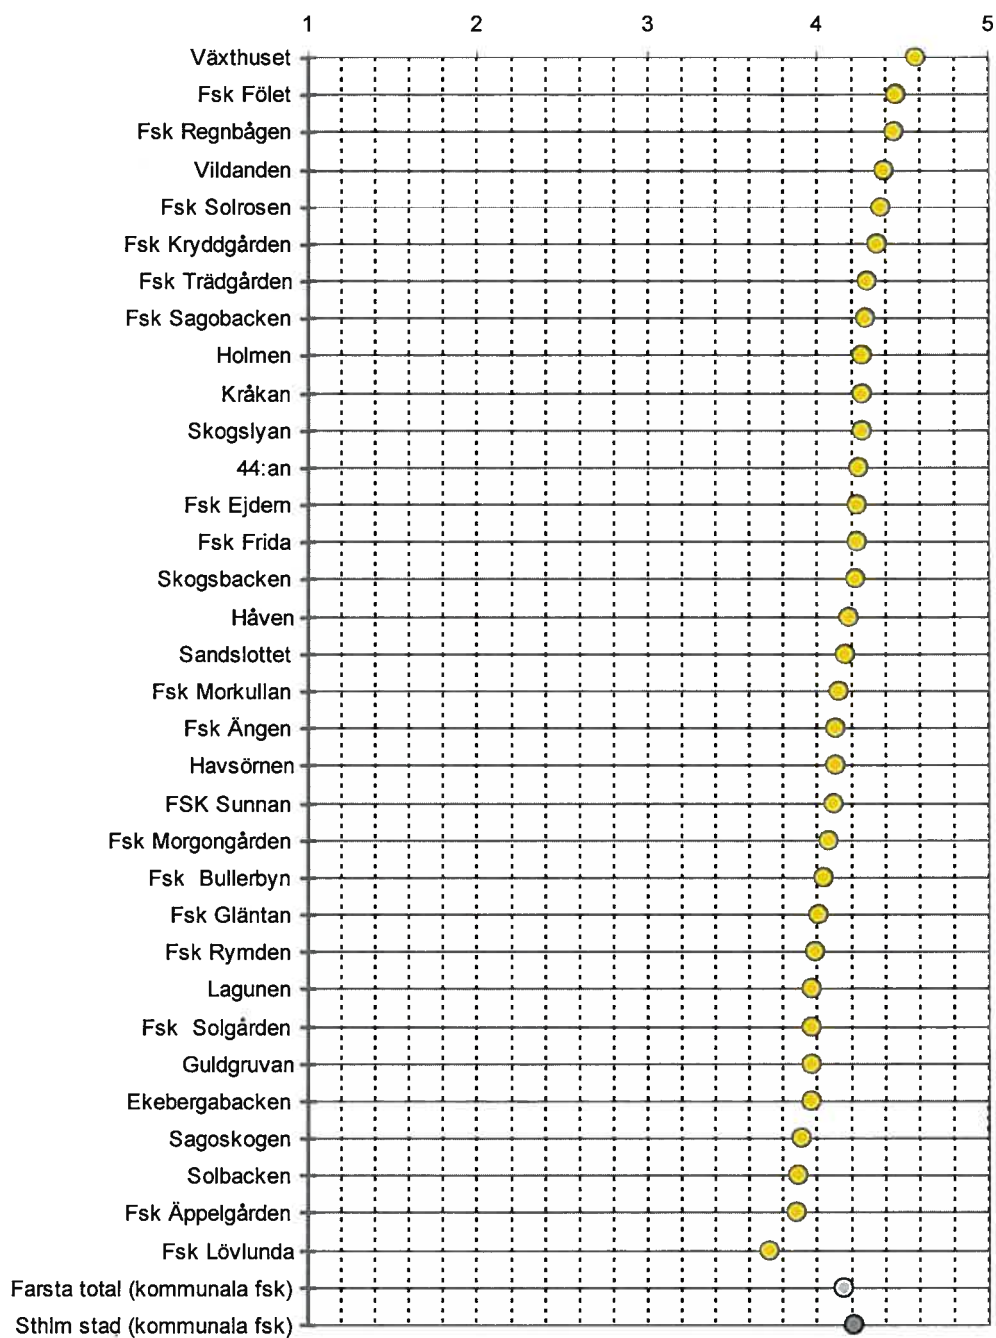 1 2 3 4 5
Växthuset
Fsk Fölet
Fsk Regnbågen
Vildanden
Fsk Solrosen
Fsk Kryddgården
Fsk Trädgården
Fsk Sagobacken
Holmen
Kråkan
Skogslyan
44:an
Fsk Ejdern
Fsk Frida
Skogsbacken
Håven
Sandslottet
Fsk Morkullan
Fsk Ängen
Havsörnen
FSK Sunnan
Fsk Morgongården
Fsk Bullerbyn
Fsk Gläntan
Fsk Rymden
Lagunen
Fsk Solgården
Guldgruvan
Ekebergabacken
Sagoskogen
Solbacken
Fsk Äppelgården
Fsk Lövlunda
Farsta total (kommunala fsk)
Sthlm stad (kommunala fsk)